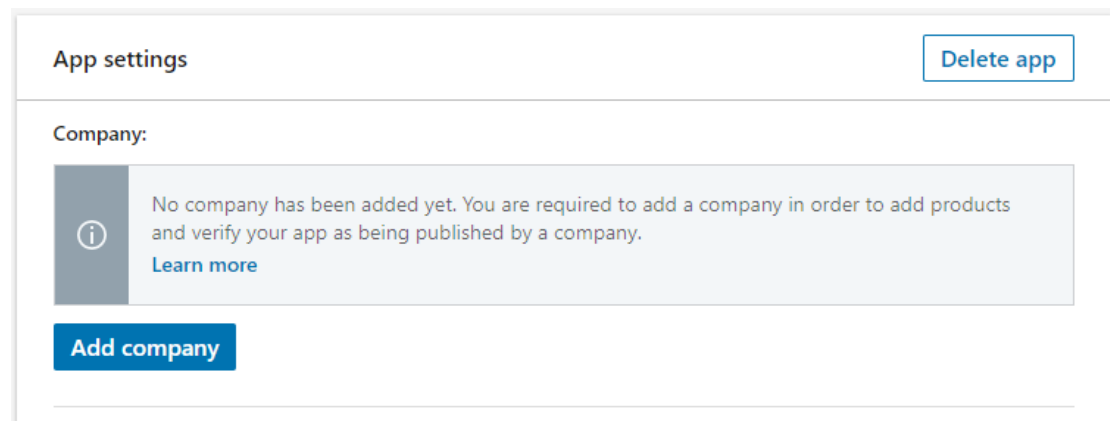 App settings
Delete app
Company:
No company has been added yet. You are required to add a company in order to add products
and verify your app as being published by a company.
Learn more
Add company